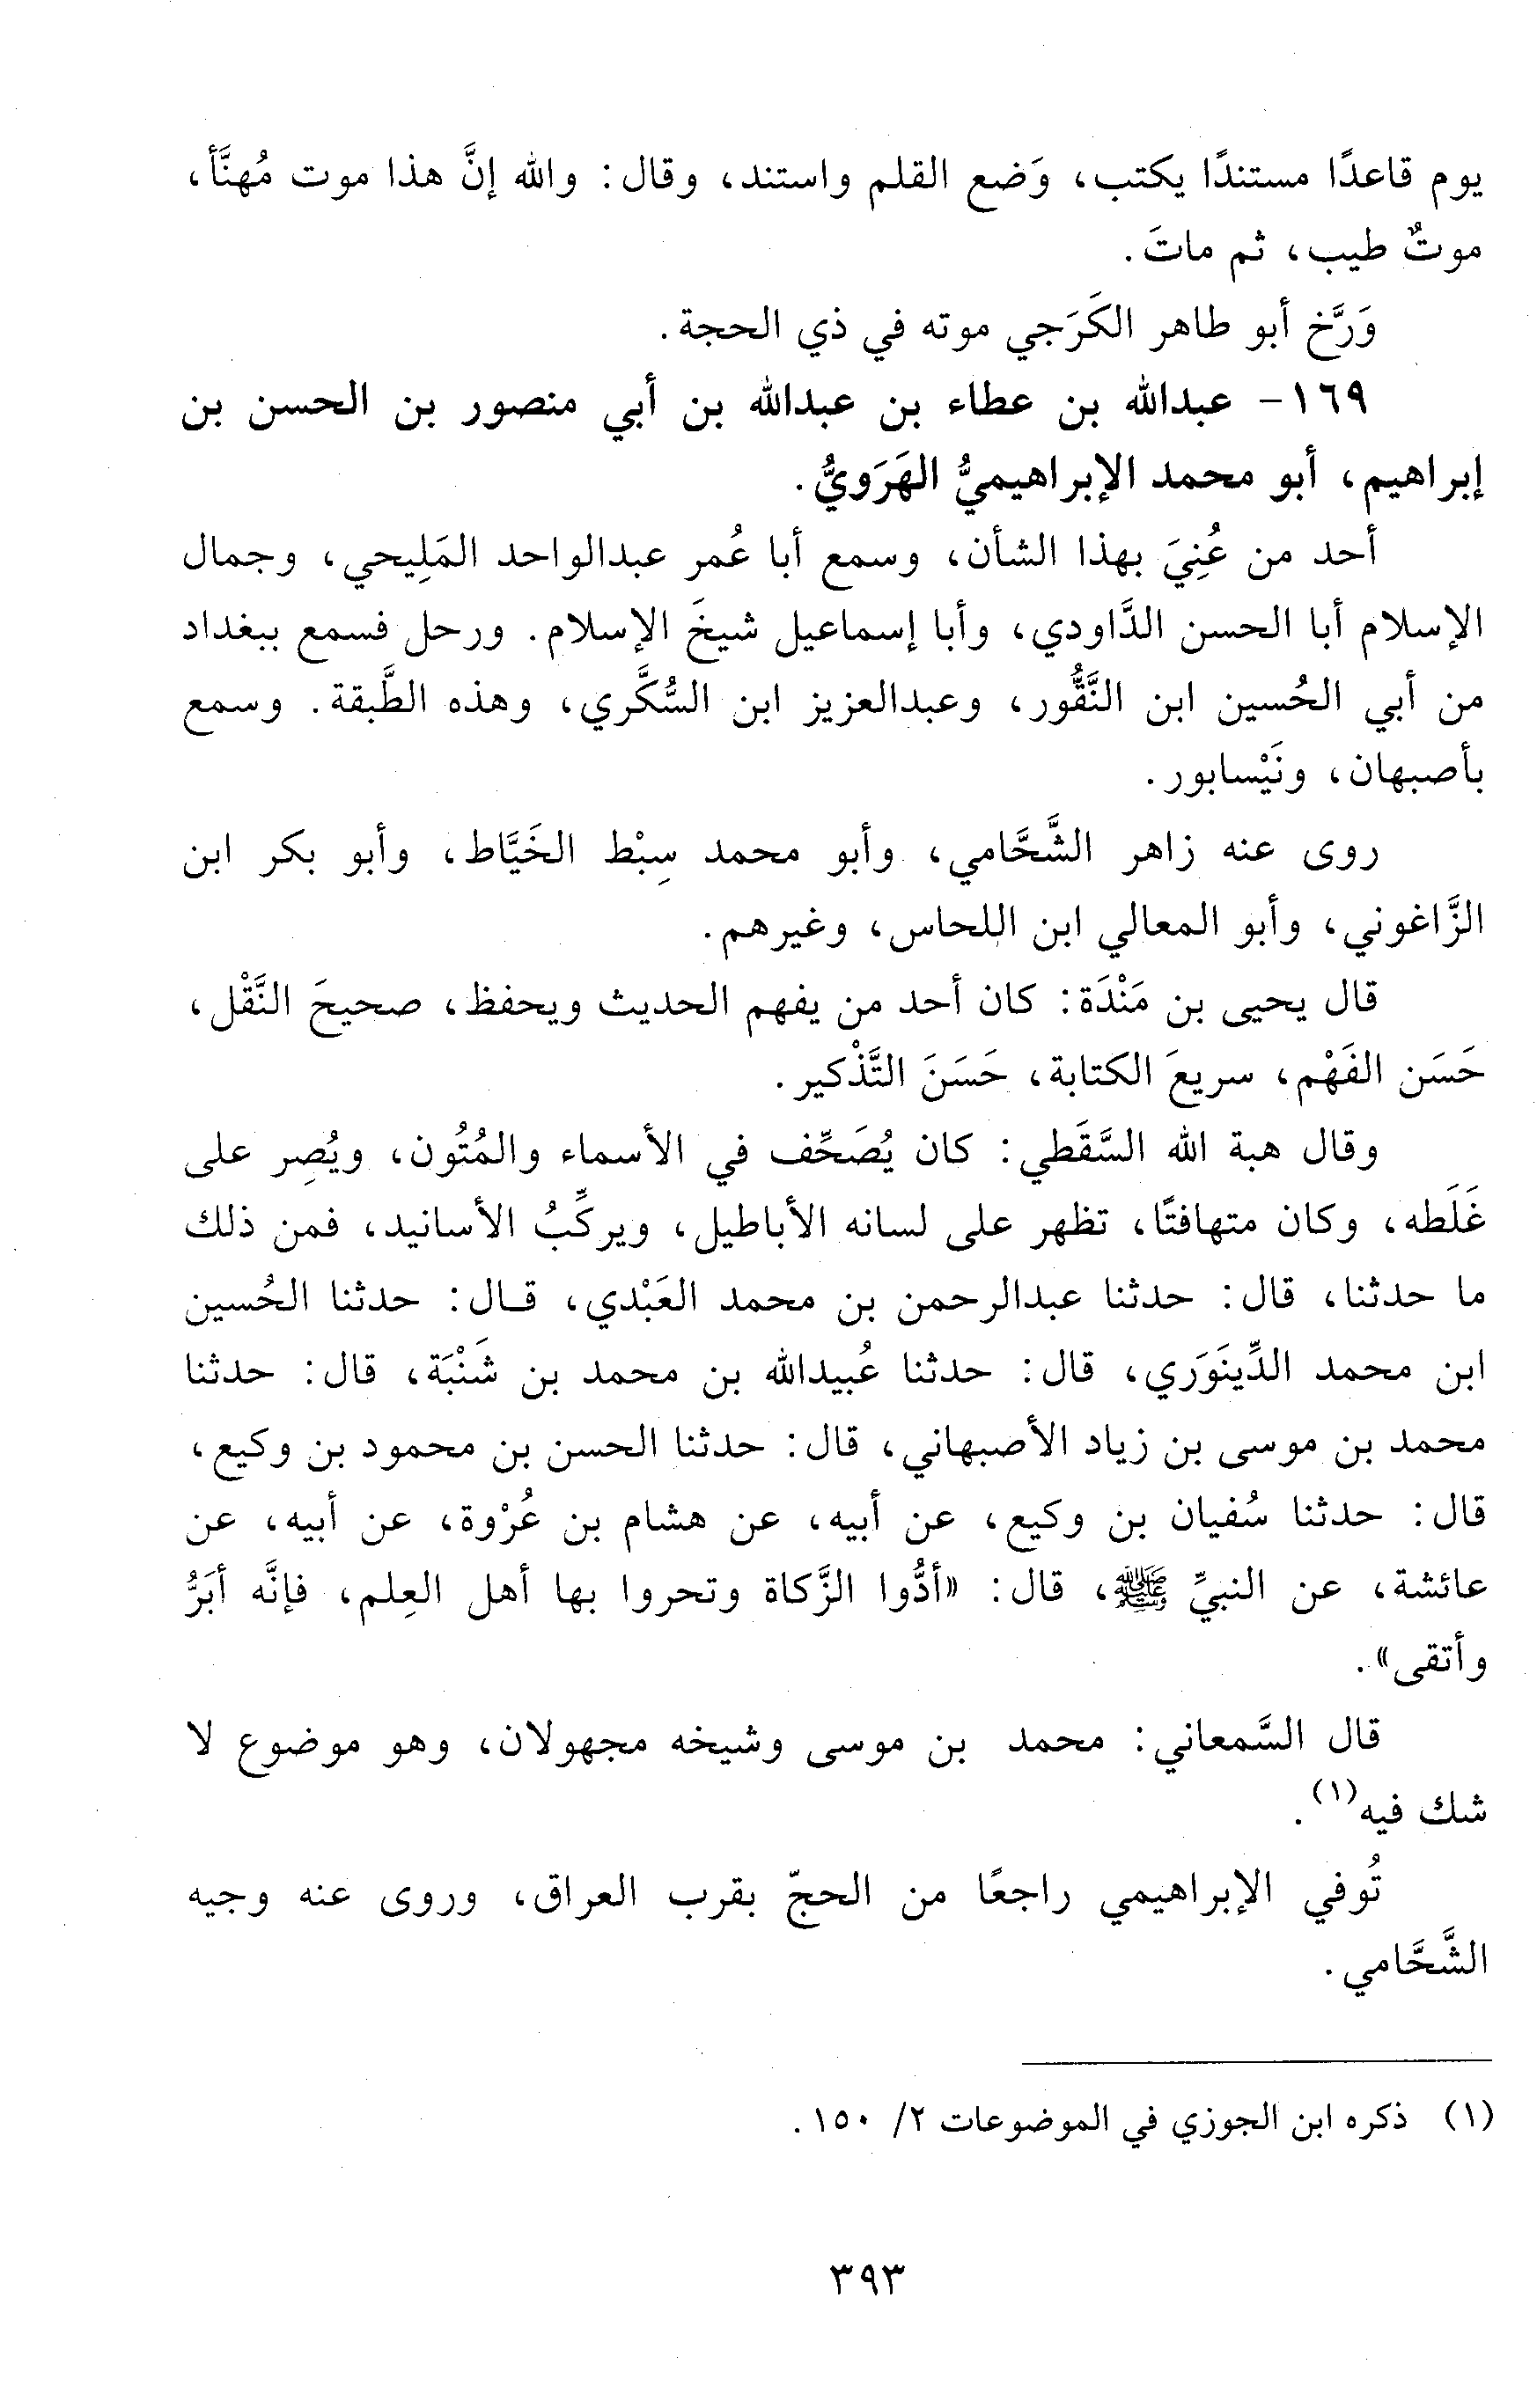 يوم قاعدًا مستندًا يكتب، وَضع القلم واستند، وقال: والله إنَّ هذا موت مُهنَّأ،
موتٌ طيب، ثم ماتَ.
وَرَّخ أبو طاهر الكَرَجي موته في ذي الحجة.
١٦٩- عبدالله بن عطاء بن عبدالله بن أبي منصور بن الحسن بن
إبراهيم، أبو محمد الإبراهيميُّ الهَرَويُّ.
أحد من عُنِيَ بهذا الشأن، وسمع أبا عُمر عبدالواحد المَلِيحي، وجمال
الإسلام أبا الحسن الدَّاودي، وأبا إسماعيل شيخَ الإسلام. ورحل فسمع ببغداد
من أبي الحُسين ابن النَّقُّور، وعبدالعزيز ابن السُّكَّري، وهذه الطَّبقة. وسمع
بأصبهان، ونَيْسابور.
روى عنه زاهر الشَّحَّامي، وأبو محمد سِبْط الخَيَّاط، وأبو بكر ابن
الزَّاغوني، وأبو المعالي ابن اللحاس، وغيرهم.
قال يحيى بن مَنْدَة: كان أحد من يفهم الحديث ويحفظ، صحيحَ النَّقْل،
حَسَن الفَهْم، سريعَ الكتابة، حَسَنَ التَّذْكير.
وقال هبة الله السَّقَطي: كان يُصَحِّف في الأسماء والمُتُون، ويُصِر على
غَلَطه، وكان متهافتًا، تظهر على لسانه الأباطيل، ويركِّبُ الأسانيد، فمن ذلك
ما حدثنا، قال: حدثنا عبدالرحمن بن محمد العَبْدي، قال: حدثنا الحُسين
ابن محمد الدِّينَوَري، قال: حدثنا عُبيدالله بن محمد بن شَنْبَة، قال: حدثنا
محمد بن موسى بن زياد الأصبهاني، قال: حدثنا الحسن بن محمود بن وكيع،
قال: حدثنا سُفيان بن وكيع، عن أبيه، عن هشام بن عُرْوة، عن أبيه، عن
عائشة، عن النبيِّ ﷺ، قال: «أدُّوا الزَّكاة وتحروا بها أهل العِلم، فإنَّه أبَرُّ
وأتقى».
قال السَّمعاني: محمد بن موسى وشيخه مجهولان، وهو موضوع لا
شك فيه(١).
تُوفي الإبراهيمي راجعًا من الحجّ بقرب العراق، وروى عنه وجيه
الشَّحَّامي.
(١) ذكره ابن الجوزي في الموضوعات ٢/ ١٥٠.
٣٩٣